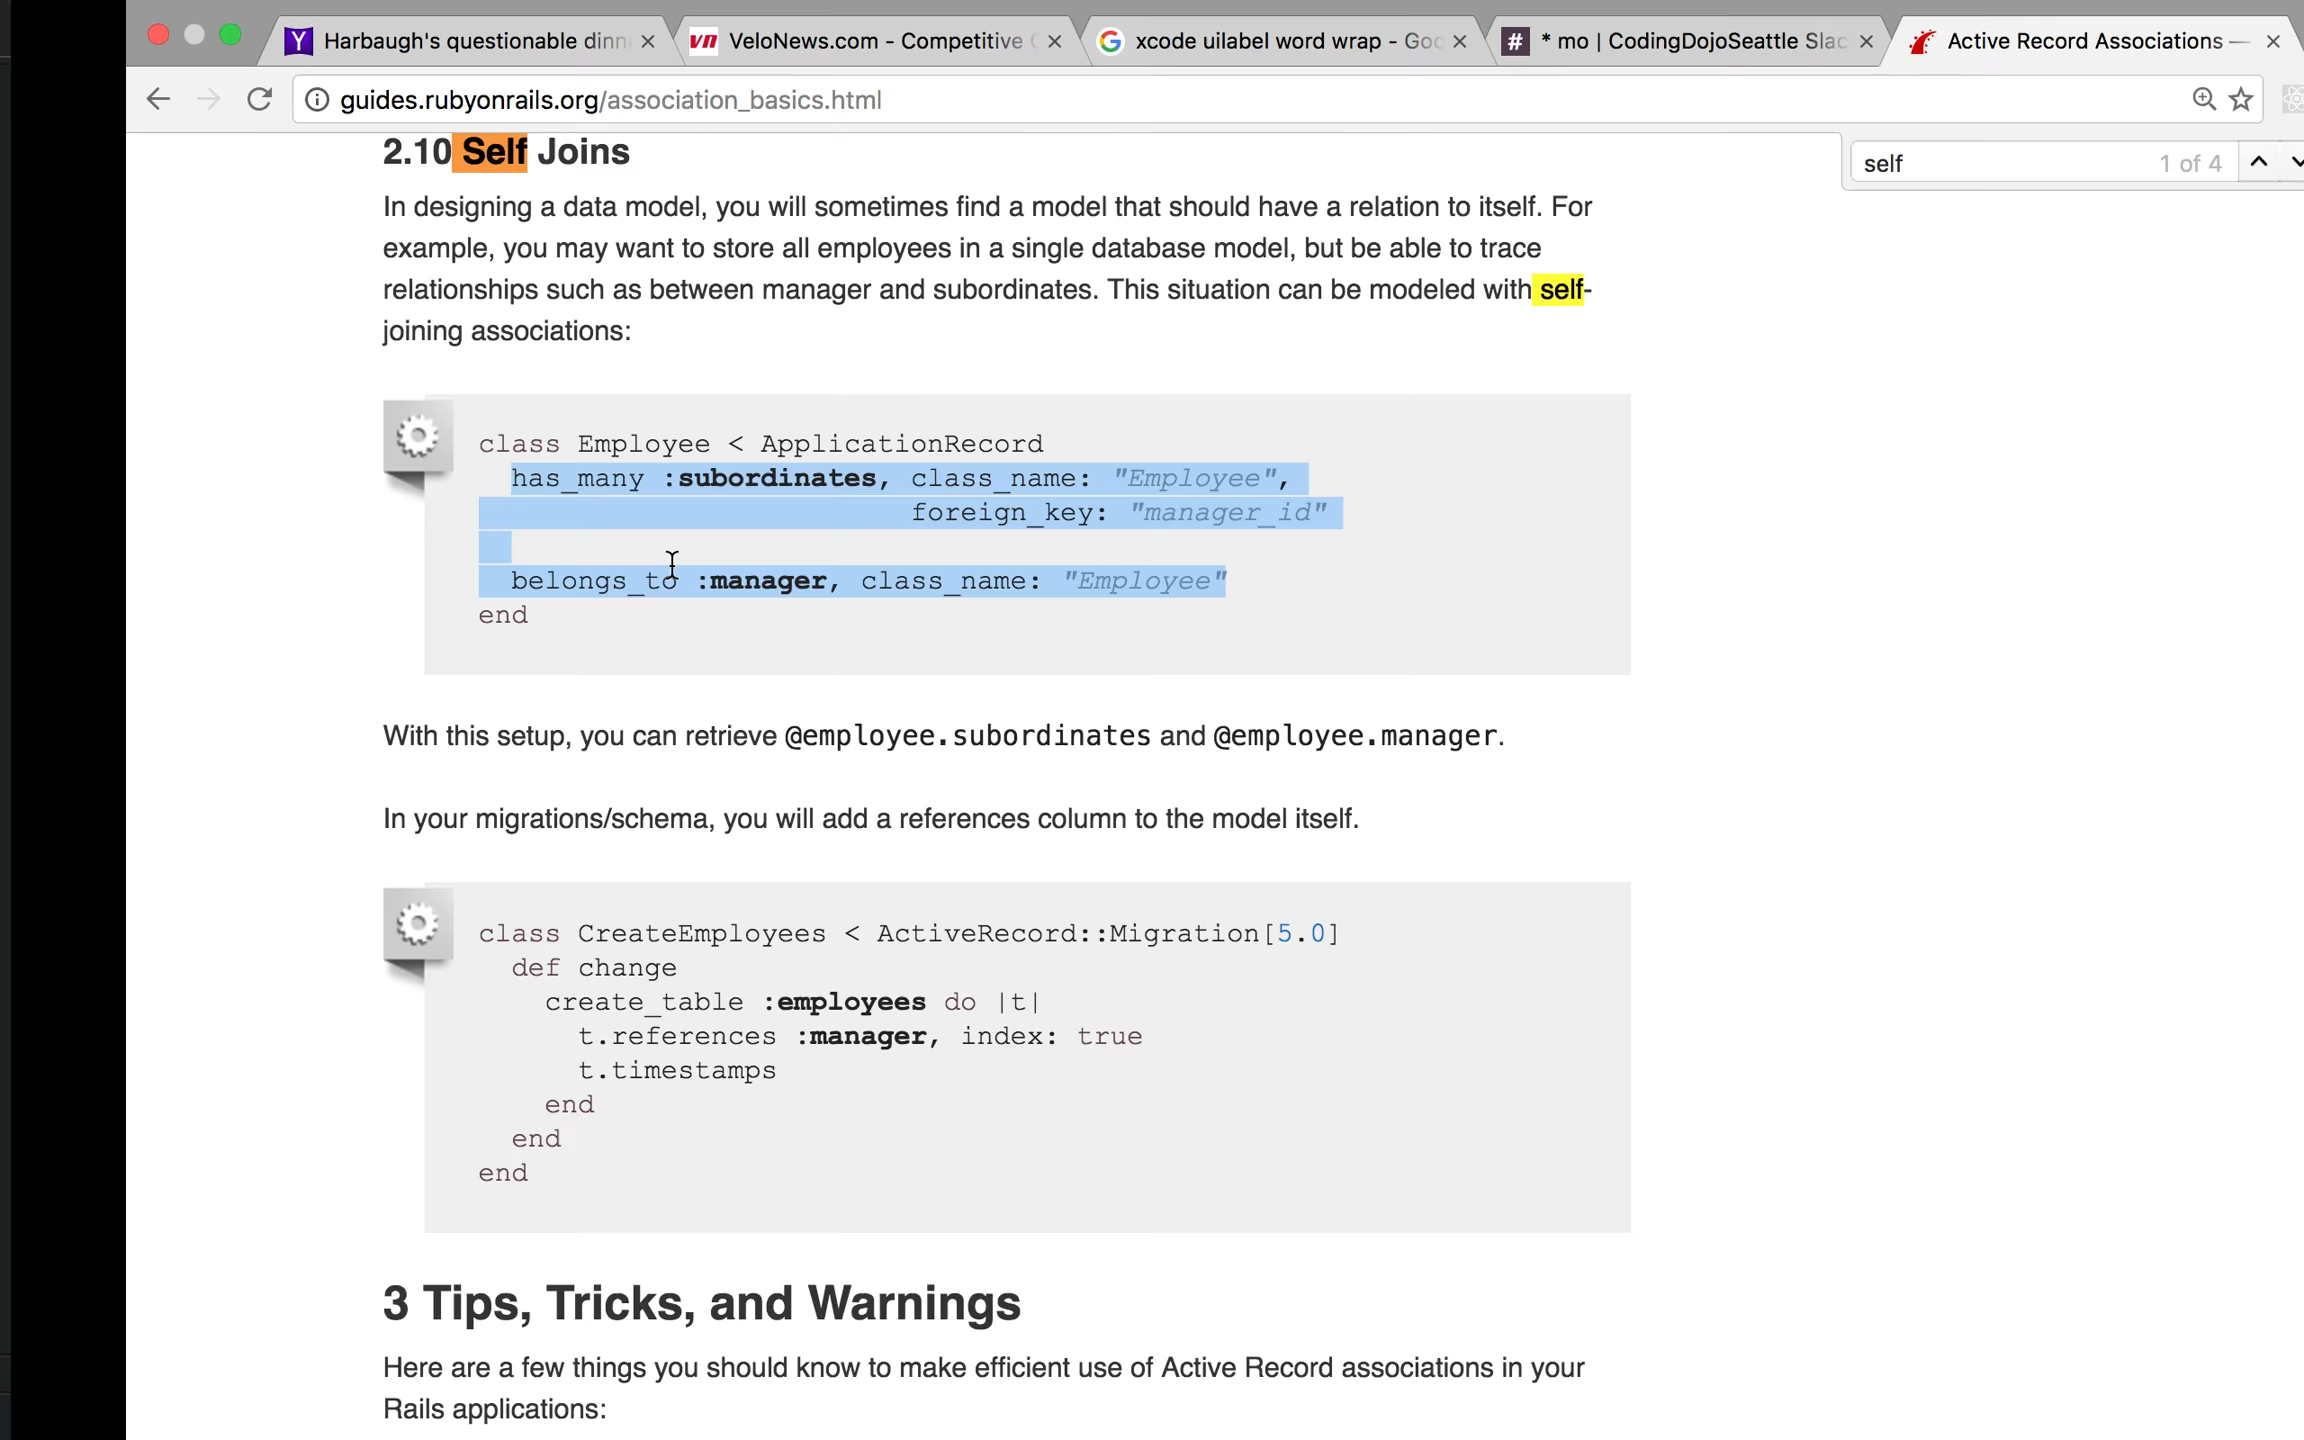 Harbaugh's questionable dinn
VeloNews.com - Competitive
xcode uilabel word wrap - Goo
* mo | CodingDojoSeattle Slac
Active Record Associations —
guides.rubyonrails.org/association_basics.html
self 1 of 4
2.10 Self Joins
In designing a data model, you will sometimes find a model that should have a relation to itself. For
example, you may want to store all employees in a single database model, but be able to trace
relationships such as between manager and subordinates. This situation can be modeled with self-
joining associations:
class Employee < ApplicationRecord
has_many :subordinates, class_name: "Employee",
foreign_key: "manager_id"
belongs_to :manager, class_name: "Employee"
end
With this setup, you can retrieve @employee.subordinates and @employee.manager.
In your migrations/schema, you will add a references column to the model itself.
class CreateEmployees < ActiveRecord::Migration[5.0]
def change
create_table :employees do |t|
t.references :manager, index: true
t.timestamps
end
end
end
3 Tips, Tricks, and Warnings
Here are a few things you should know to make efficient use of Active Record associations in your
Rails applications: